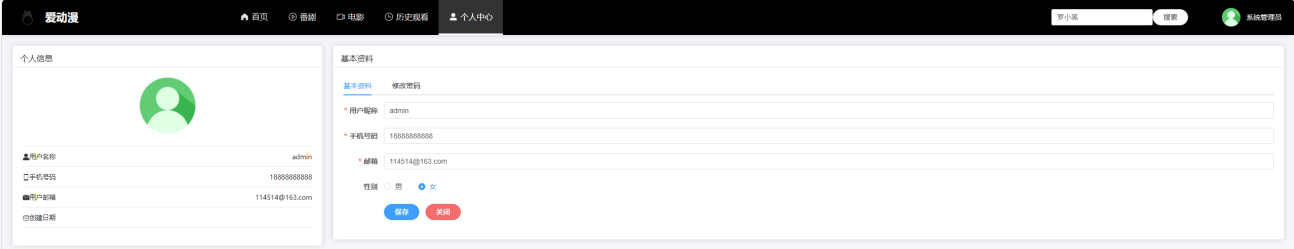 爱动漫 首页 番剧 电影 历史观看 个人中心 罗小黑 搜索 系统管理员
个人信息
用户名称 admin
手机号码 18888888888
用户邮箱 114514@163.com
创建日期
基本资料
基本资料 修改密码
* 用户昵称 admin
* 手机号码 18888888888
* 邮箱 114514@163.com
性别 男 女
保存 关闭